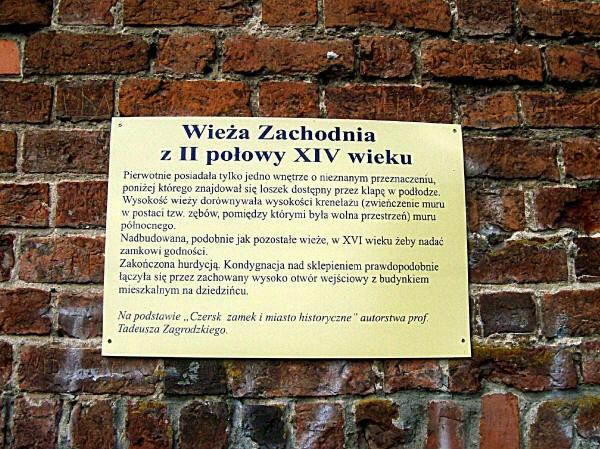 Wieża Zachodnia
z II połowy XIV wieku
Pierwotnie posiadała tylko jedno wnętrze o nieznanym przeznaczeniu,
poniżej którego znajdował się loszek dostępny przez klapę w podłodze.
Wysokość wieży dorównywała wysokości krenelażu (zwieńczenie muru
w postaci tzw. zębów, pomiędzy którymi była wolna przestrzeń) muru
północnego.
Nadbudowana, podobnie jak pozostałe wieże, w XVI wieku żeby nadać
zamkowi godności.
Zakończona hurdycją. Kondygnacja nad sklepieniem prawdopodobnie
łączyła się przez zachowany wysoko otwór wejściowy z budynkiem
mieszkalnym na dziedzińcu.
Na podstawie „Czersk zamek i miasto historyczne" autorstwa prof.
Tadeusza Zagrodzkiego.